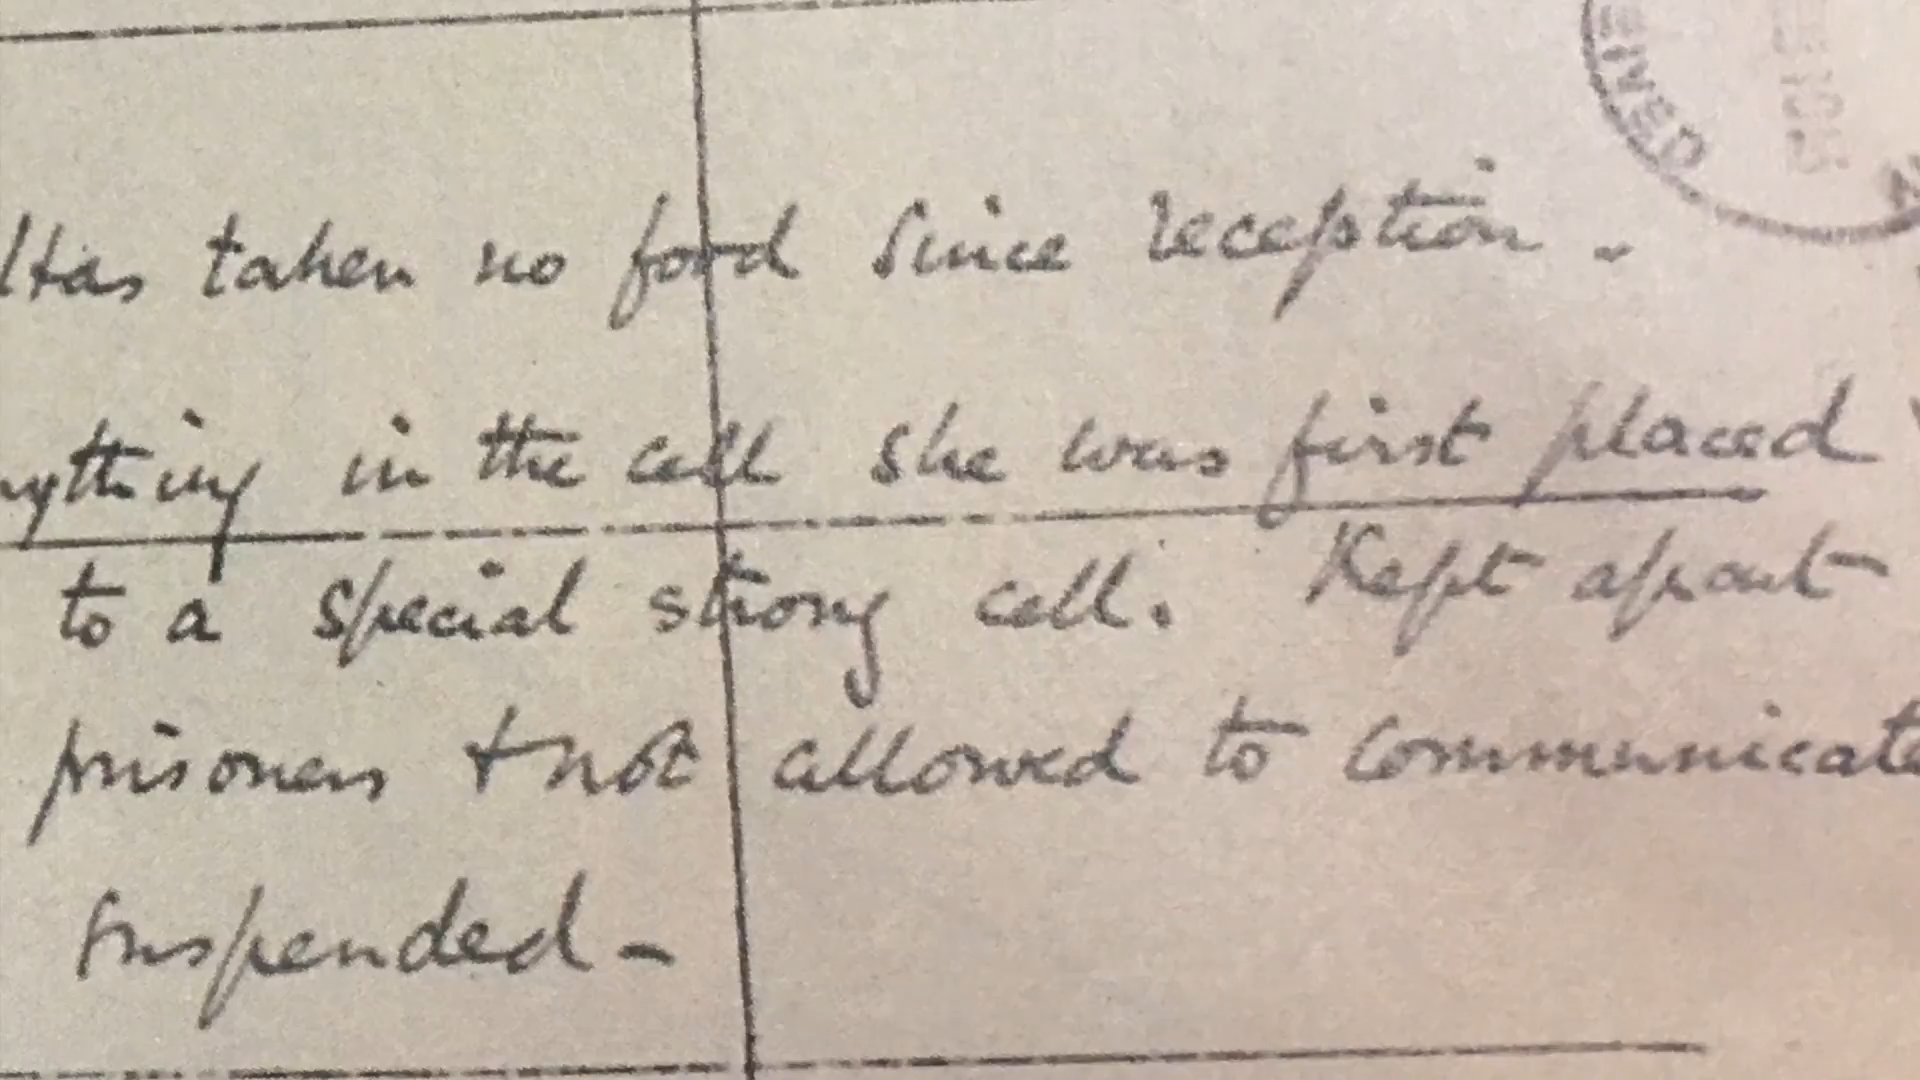 Has taken no food since reception -
nything in the cell she was first placed
to a special strong cell. Kept apart
prisoners + not allowed to communicate
suspended -